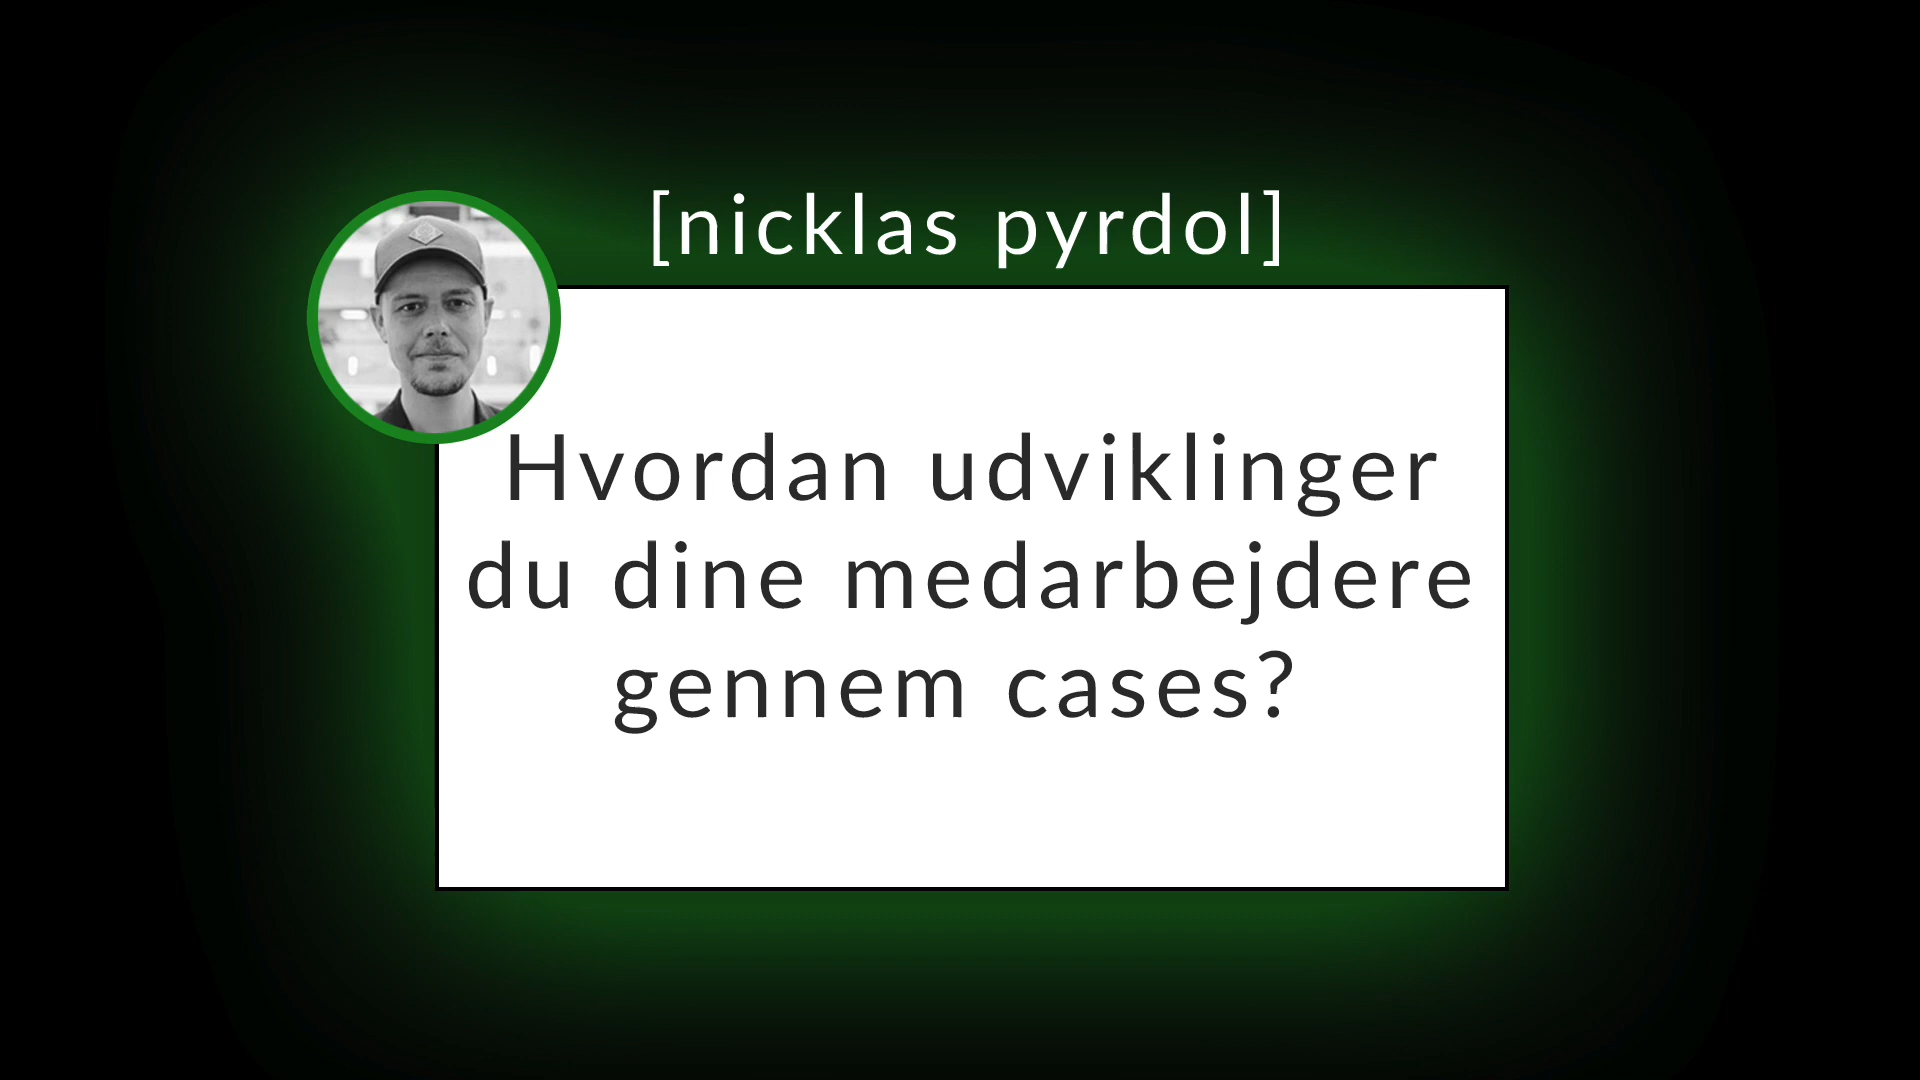 [nicklas pyrdol]
Hvordan udviklinger
du dine medarbejdere
gennem cases?